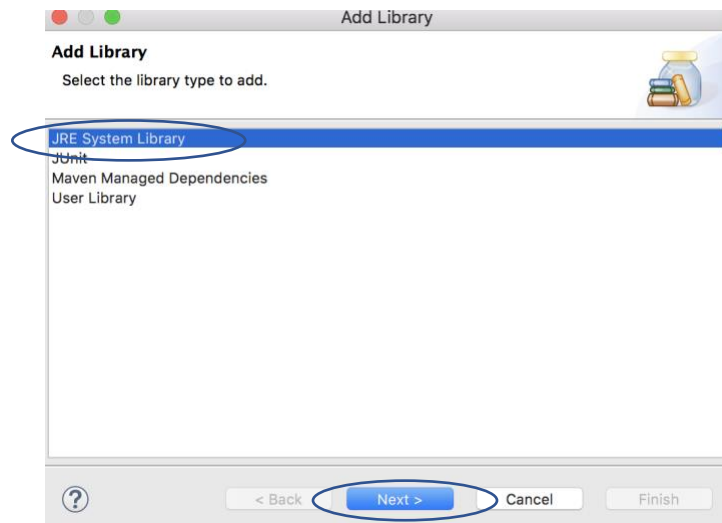 Add Library
Add Library
Select the library type to add.
JRE System Library
JUnit
Maven Managed Dependencies
User Library
? < Back Next > Cancel Finish